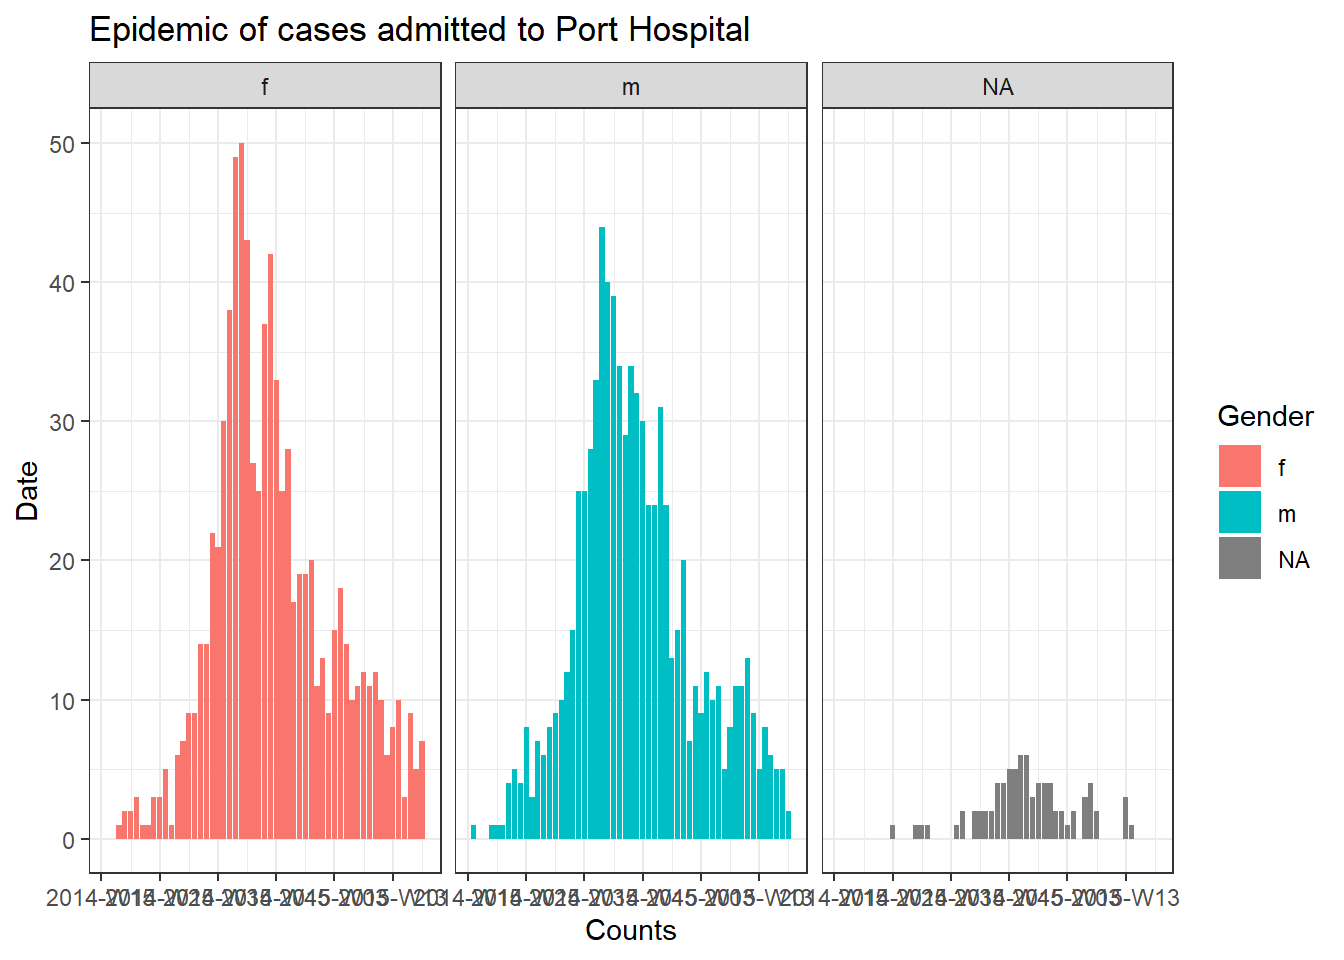 Epidemic of cases admitted to Port Hospital
f
m
NA
50
40
30
20
10
0
Date
Counts
Gender
f
m
NA